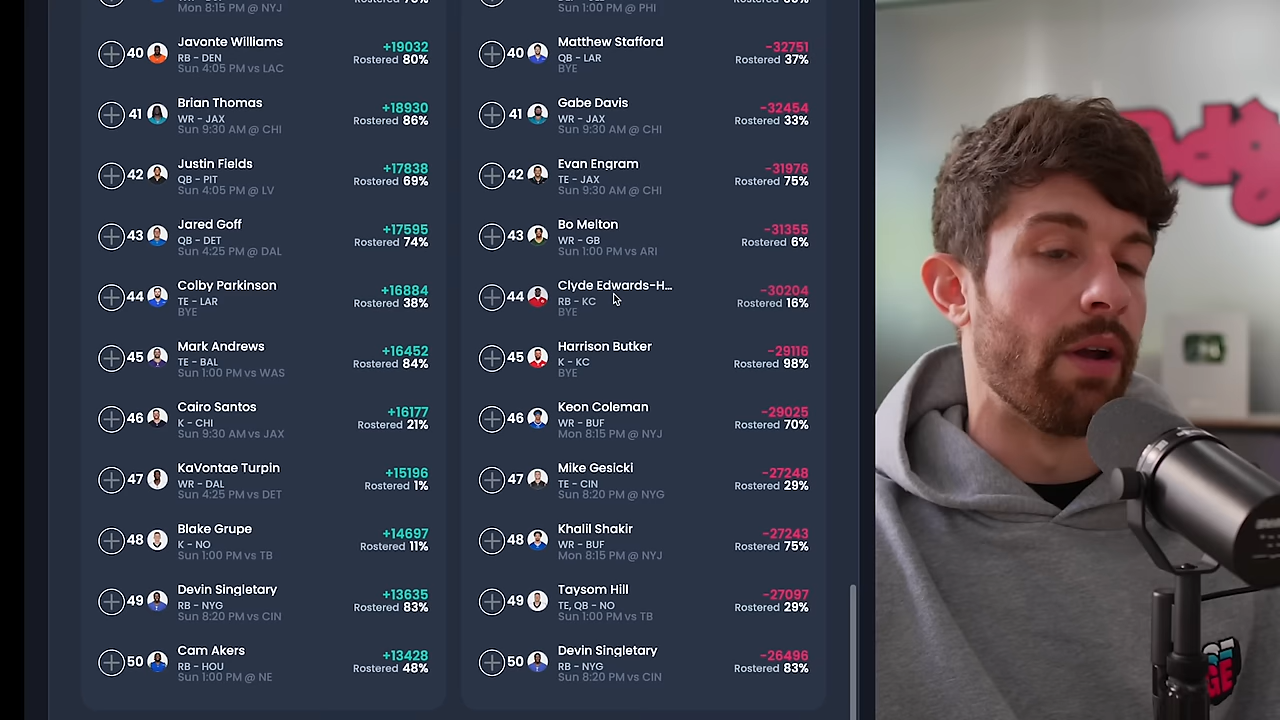 Mon 8:15 PM @ NYJ
40 Javonte Williams +19032
RB - DEN Rostered 80%
Sun 4:05 PM vs LAC
41 Brian Thomas +18930
WR - JAX Rostered 86%
Sun 9:30 AM @ CHI
42 Justin Fields +17838
QB - PIT Rostered 69%
Sun 4:05 PM @ LV
43 Jared Goff +17595
QB - DET Rostered 74%
Sun 4:25 PM @ DAL
44 Colby Parkinson +16884
TE - LAR Rostered 38%
BYE
45 Mark Andrews +16452
TE - BAL Rostered 84%
Sun 1:00 PM vs WAS
46 Cairo Santos +16177
K - CHI Rostered 21%
Sun 9:30 AM vs JAX
47 KaVontae Turpin +15196
WR - DAL Rostered 1%
Sun 4:25 PM vs DET
48 Blake Grupe +14697
K - NO Rostered 11%
Sun 1:00 PM vs TB
49 Devin Singletary +13635
RB - NYG Rostered 83%
Sun 8:20 PM vs CIN
50 Cam Akers +13428
RB - HOU Rostered 48%
Sun 1:00 PM @ NE
Sun 1:00 PM @ PHI
40 Matthew Stafford -32751
QB - LAR Rostered 37%
BYE
41 Gabe Davis -32454
WR - JAX Rostered 33%
Sun 9:30 AM @ CHI
42 Evan Engram -31976
TE - JAX Rostered 75%
Sun 9:30 AM @ CHI
43 Bo Melton -31355
WR - GB Rostered 6%
Sun 1:00 PM vs ARI
44 Clyde Edwards-H... -30204
RB - KC Rostered 16%
BYE
45 Harrison Butker -29116
K - KC Rostered 98%
BYE
46 Keon Coleman -29025
WR - BUF Rostered 70%
Mon 8:15 PM @ NYJ
47 Mike Gesicki -27248
TE - CIN Rostered 29%
Sun 8:20 PM @ NYG
48 Khalil Shakir -27243
WR - BUF Rostered 75%
Mon 8:15 PM @ NYJ
49 Taysom Hill -27097
TE, QB - NO Rostered 29%
Sun 1:00 PM vs TB
50 Devin Singletary -26496
RB - NYG Rostered 83%
Sun 8:20 PM vs CIN